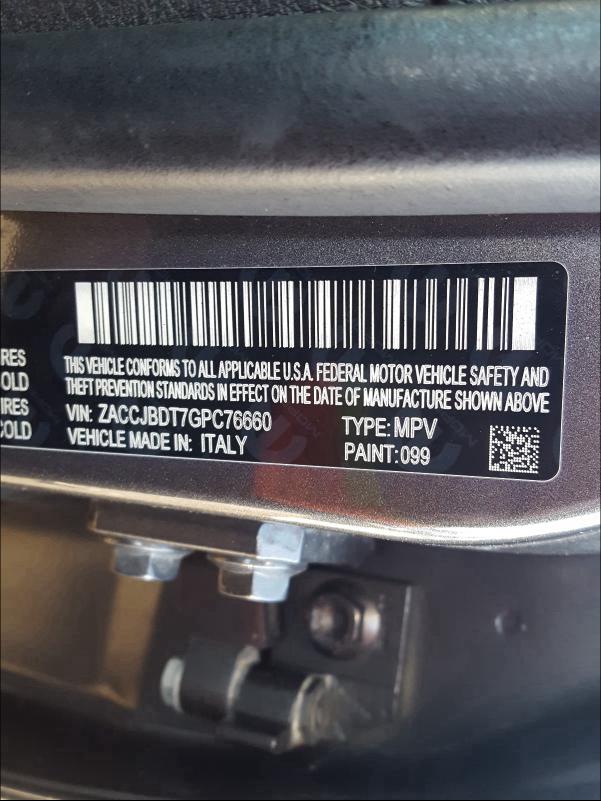 RES
OLD
IRES
COLD
THIS VEHICLE CONFORMS TO ALL APPLICABLE U.S.A. FEDERAL MOTOR VEHICLE SAFETY AND
THEFT PREVENTION STANDARDS IN EFFECT ON THE DATE OF MANUFACTURE SHOWN ABOVE
VIN: ZACCJBDT7GPC76660 TYPE: MPV
VEHICLE MADE IN: ITALY PAINT: 099